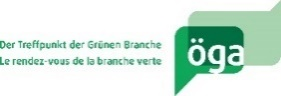 Der Treffpunkt der Grünen Branche
Le rendez-vous de la branche verte
öga